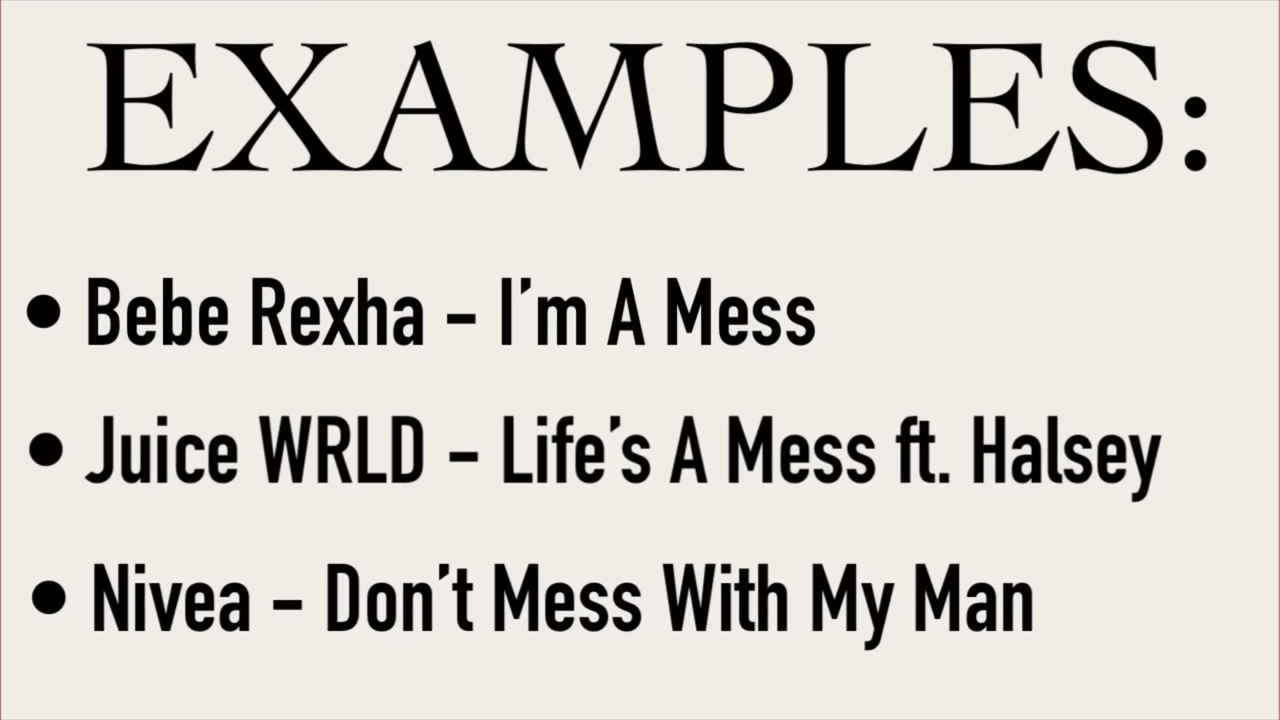 EXAMPLES:
• Bebe Rexha - I'm A Mess
• Juice WRLD - Life's A Mess ft. Halsey
• Nivea - Don't Mess With My Man